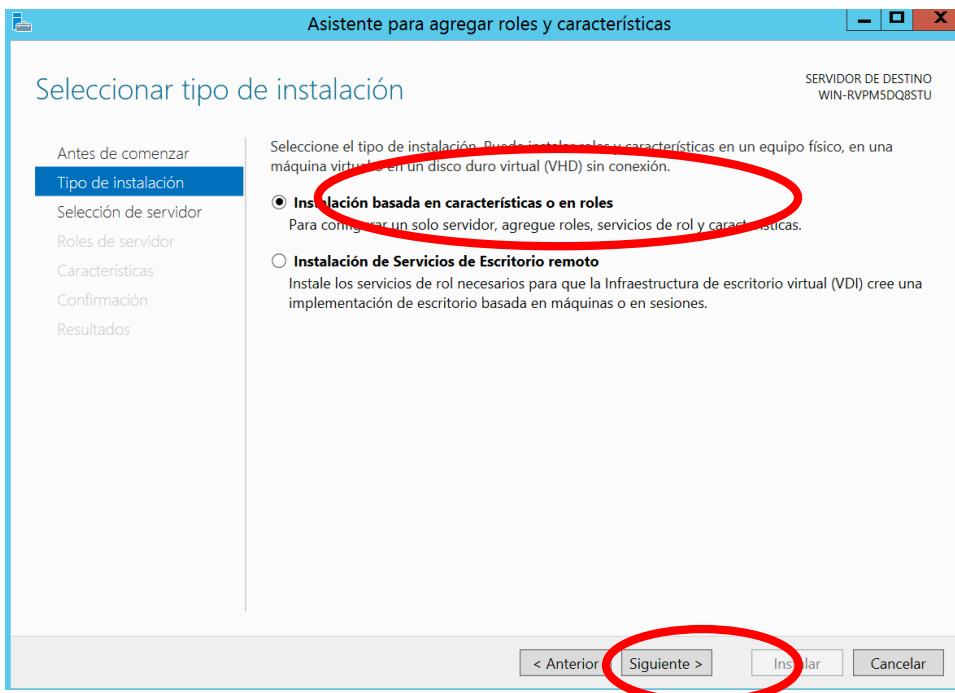 Asistente para agregar roles y características
Seleccionar tipo de instalación
SERVIDOR DE DESTINO
WIN-RVPM5DQ8STU
Antes de comenzar
Tipo de instalación
Selección de servidor
Roles de servidor
Características
Confirmación
Resultados
Seleccione el tipo de instalación. Puede instalar roles y características en un equipo físico, en una
máquina virtual o en un disco duro virtual (VHD) sin conexión.
Instalación basada en características o en roles
Para configurar un solo servidor, agregue roles, servicios de rol y características.
Instalación de Servicios de Escritorio remoto
Instale los servicios de rol necesarios para que la Infraestructura de escritorio virtual (VDI) cree una
implementación de escritorio basada en máquinas o en sesiones.
< Anterior
Siguiente >
Instalar
Cancelar